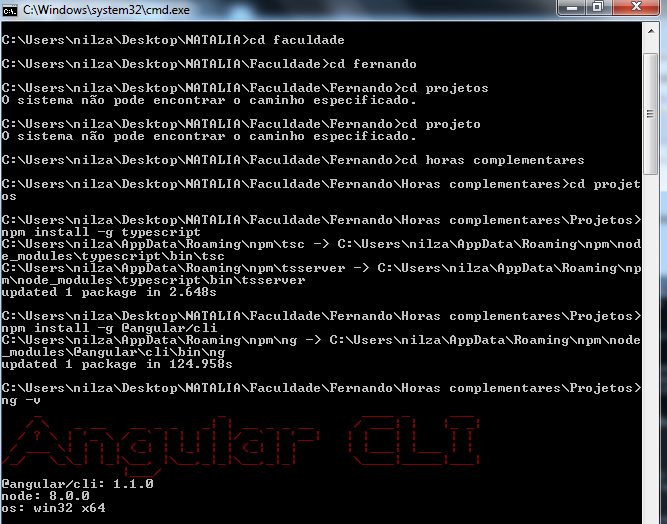 C:\Windows\system32\cmd.exe
C:\Users\nilza\Desktop\NATALIA>cd faculdade
C:\Users\nilza\Desktop\NATALIA\Faculdade>cd fernando
C:\Users\nilza\Desktop\NATALIA\Faculdade\Fernando>cd projetos
O sistema não pode encontrar o caminho especificado.
C:\Users\nilza\Desktop\NATALIA\Faculdade\Fernando>cd projeto
O sistema não pode encontrar o caminho especificado.
C:\Users\nilza\Desktop\NATALIA\Faculdade\Fernando>cd horas complementares
C:\Users\nilza\Desktop\NATALIA\Faculdade\Fernando\Horas complementares>cd projet
os
C:\Users\nilza\Desktop\NATALIA\Faculdade\Fernando\Horas complementares\Projetos>
npm install -g typescript
C:\Users\nilza\AppData\Roaming\npm\tsc -> C:\Users\nilza\AppData\Roaming\npm\nod
e_modules\typescript\bin\tsc
C:\Users\nilza\AppData\Roaming\npm\tsserver -> C:\Users\nilza\AppData\Roaming\np
m\node_modules\typescript\bin\tsserver
updated 1 package in 2.648s
C:\Users\nilza\Desktop\NATALIA\Faculdade\Fernando\Horas complementares\Projetos>
npm install -g @angular/cli
C:\Users\nilza\AppData\Roaming\npm\ng -> C:\Users\nilza\AppData\Roaming\npm\node
_modules\@angular\cli\bin\ng
updated 1 package in 124.958s
C:\Users\nilza\Desktop\NATALIA\Faculdade\Fernando\Horas complementares\Projetos>
ng -v
Angular CLI
@angular/cli: 1.1.0
node: 8.0.0
os: win32 x64